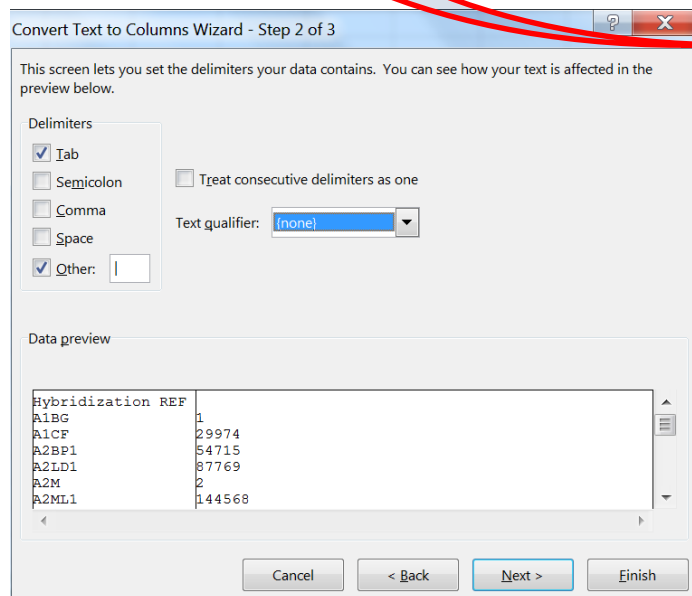 Convert Text to Columns Wizard - Step 2 of 3
This screen lets you set the delimiters your data contains. You can see how your text is affected in the
preview below.
Delimiters
Tab
Semicolon
Comma
Space
Other: |
Treat consecutive delimiters as one
Text qualifier: {none}
Data preview
Hybridization REF
A1BG 1
A1CF 29974
A2BP1 54715
A2LD1 87769
A2M 2
A2ML1 144568
Cancel < Back Next > Finish